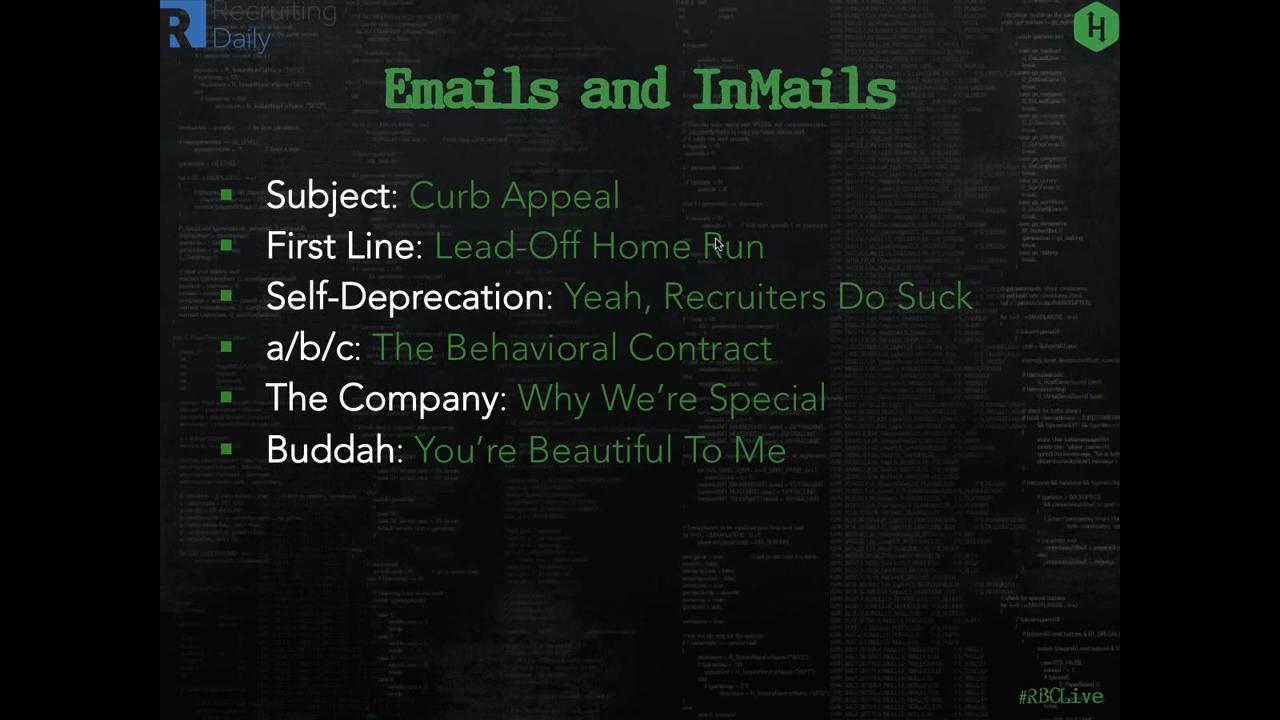 Recruiting
Daily
Emails and InMails
Subject: Curb Appeal
First Line: Lead-Off Home Run
Self-Deprecation: Yeah, Recruiters Do Suck
a/b/c: The Behavioral Contract
The Company: Why We're Special
Buddah: You're Beautiful To Me
#RBCLive